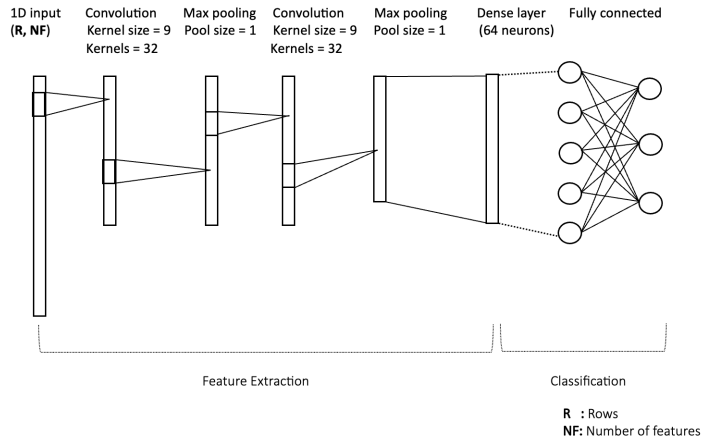 1D input
(R, NF)
Convolution
Kernel size = 9
Kernels = 32
Max pooling
Pool size = 1
Convolution
Kernel size = 9
Kernels = 32
Max pooling
Pool size = 1
Dense layer
(64 neurons)
Fully connected
Feature Extraction
Classification
R : Rows
NF: Number of features